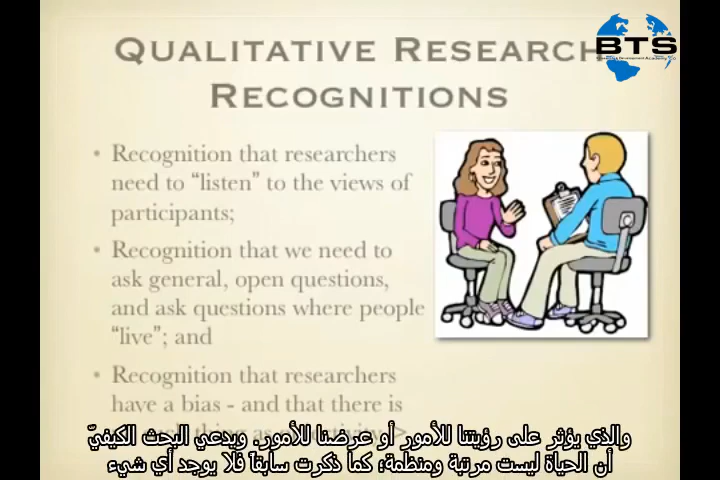 QUALITATIVE RESEARCH
RECOGNITIONS
BTS
• Recognition that researchers
need to “listen” to the views of
participants;
• Recognition that we need to
ask general, open questions,
and ask questions where people
“live”; and
• Recognition that researchers
have a bias - and that there is
والذي يؤثر على رؤيتنا للأمور أو عرضنا للأمور. ويدعي البحث الكيفيّ
أن الحياة ليست مرتبة ومنظمة؛ كما ذكرت سابقاً فلا يوجد أي شيء